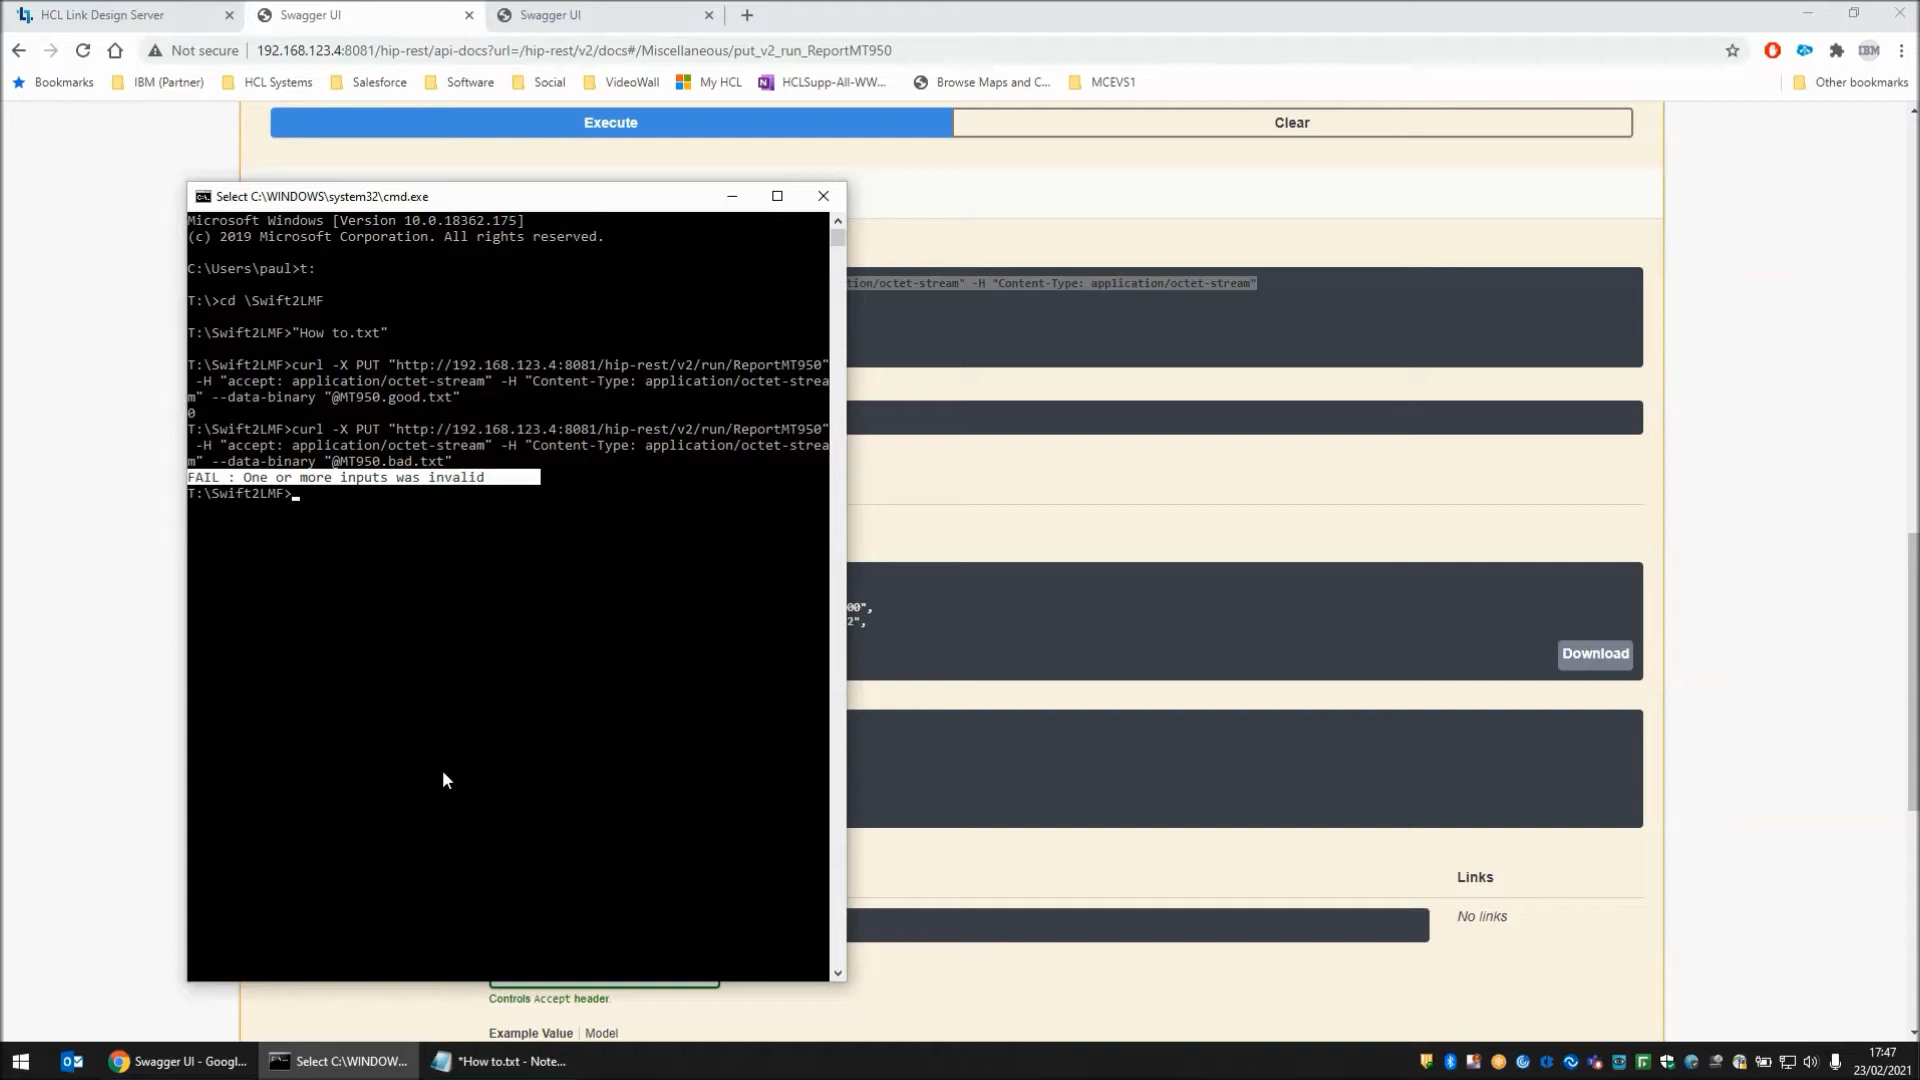 HCL Link Design Server
Swagger UI
Swagger UI
Not secure
192.168.123.4:8081/hip-rest/api-docs?url=/hip-rest/v2/docs#/Miscellaneous/put_v2_run_ReportMT950
IBM
Bookmarks
IBM (Partner)
HCL Systems
Salesforce
Software
Social
VideoWall
My HCL
HCLSupp-All-WW...
Browse Maps and C...
MCEVS1
Other bookmarks
Execute
Clear
Select C:\WINDOWS\system32\cmd.exe
Microsoft Windows [Version 10.0.18362.175]
(c) 2019 Microsoft Corporation. All rights reserved.
C:\Users\paul>t:
T:\>cd \Swift2LMF
T:\Swift2LMF>"How to.txt"
T:\Swift2LMF>curl -X PUT "http://192.168.123.4:8081/hip-rest/v2/run/ReportMT950"
-H "accept: application/octet-stream" -H "Content-Type: application/octet-strea
m" --data-binary "@MT950.good.txt"
0
T:\Swift2LMF>curl -X PUT "http://192.168.123.4:8081/hip-rest/v2/run/ReportMT950"
-H "accept: application/octet-stream" -H "Content-Type: application/octet-strea
m" --data-binary "@MT950.bad.txt"
FAIL : One or more inputs was invalid
T:\Swift2LMF>
tion/octet-stream" -H "Content-Type: application/octet-stream"
00",
2",
Download
Links
No links
Controls Accept header.
Example Value
Model
Swagger UI - Googl...
Select C:\WINDOW...
*How to.txt - Note...
17:47
23/02/2021